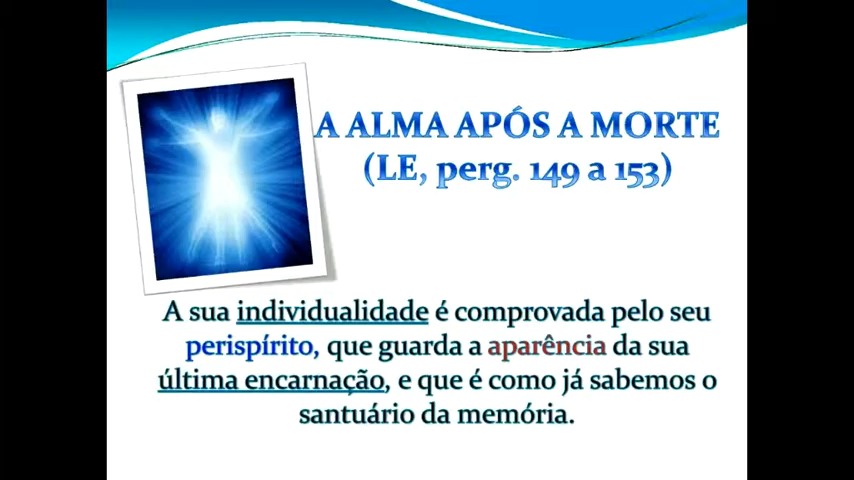 A ALMA APÓS A MORTE
(LE, perg. 149 a 153)
A sua individualidade é comprovada pelo seu
perispírito, que guarda a aparência da sua
última encarnação, e que é como já sabemos o
santuário da memória.